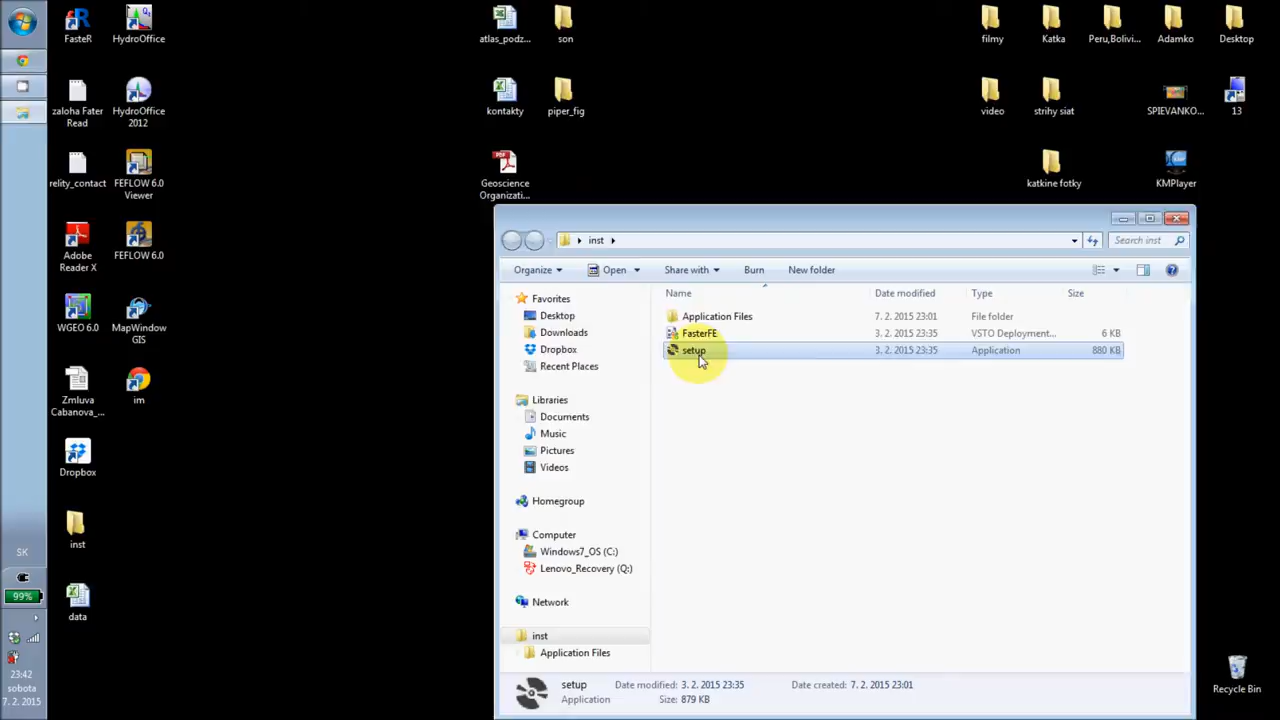 FasteR
HydroOffice
atlas_podz...
son
filmy
Katka
Peru,Bolivi...
Adamko
Desktop
zaloha Fater
Read
HydroOffice
2012
kontakty
piper_fig
video
strihy siat
SPIEVANKO...
13
relity_contact
FEFLOW 6.0
Viewer
Geoscience
Organizati...
katkine fotky
KMPlayer
Adobe
Reader X
FEFLOW 6.0
WGEO 6.0
MapWindow
GIS
Zmluva
Cabanova_...
im
Dropbox
inst
data
SK
99%
23:42
sobota
7. 2. 2015
Recycle Bin
inst
Search inst
Organize
Open
Share with
Burn
New folder
Name
Date modified
Type
Size
Application Files
7. 2. 2015 23:01
File folder
FasterFE
3. 2. 2015 23:35
VSTO Deployment...
6 KB
setup
3. 2. 2015 23:35
Application
880 KB
Favorites
Desktop
Downloads
Dropbox
Recent Places
Libraries
Documents
Music
Pictures
Videos
Homegroup
Computer
Windows7_OS (C:)
Lenovo_Recovery (Q:)
Network
inst
Application Files
setup
Date modified: 3. 2. 2015 23:35
Date created: 7. 2. 2015 23:01
Application
Size: 879 KB